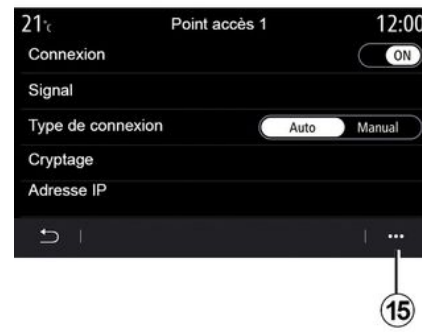 21°c Point accès 1 12:00
Connexion ON
Signal
Type de connexion Auto Manual
Cryptage
Adresse IP
15